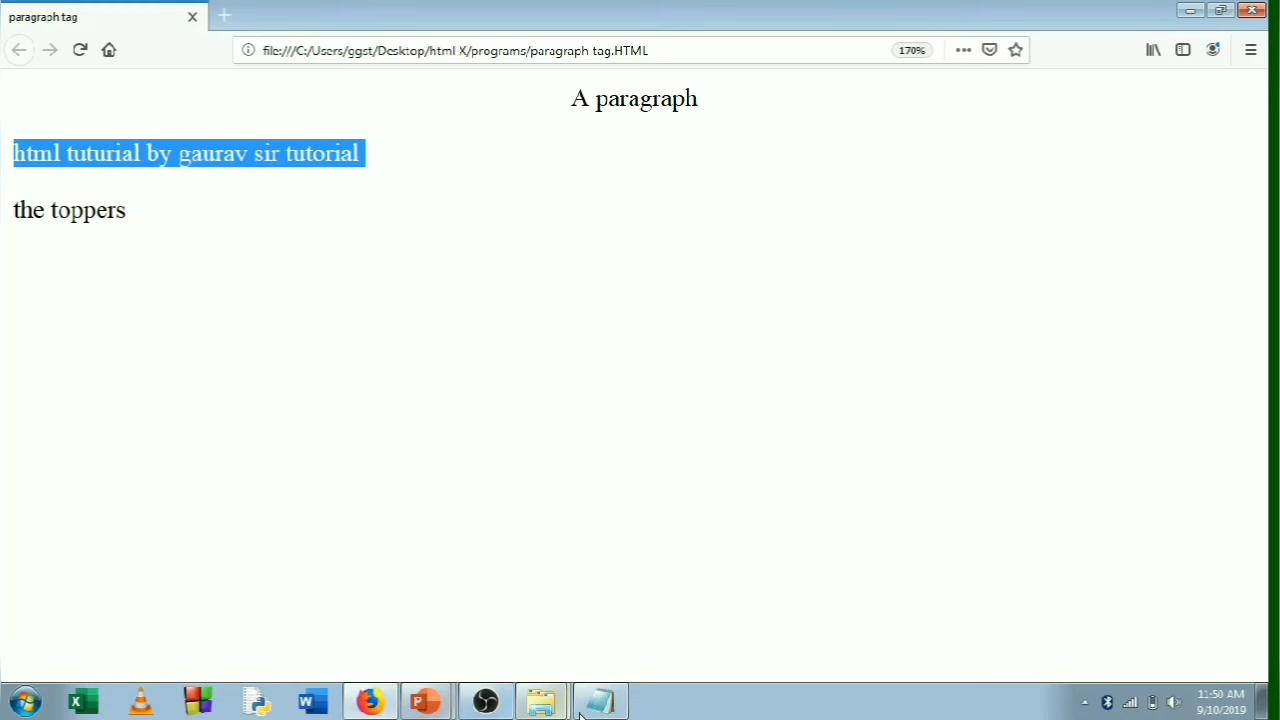 paragraph tag
file:///C:/Users/ggst/Desktop/html X/programs/paragraph tag.HTML
170%
A paragraph
html tuturial by gaurav sir tutorial
the toppers
11:50 AM
9/10/2019